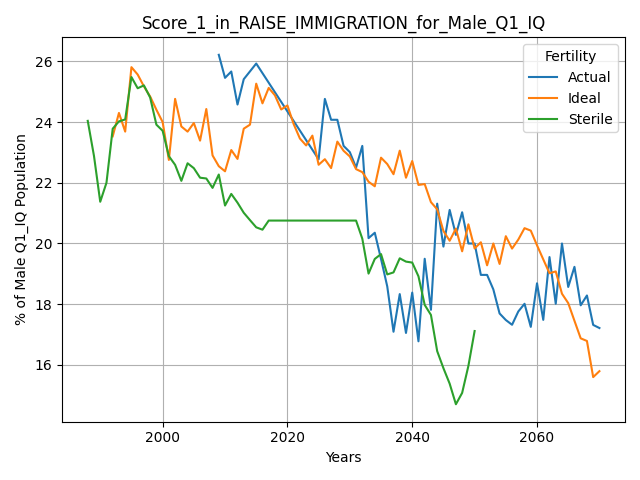 Score_1_in_RAISE_IMMIGRATION_for_Male_Q1_IQ
% of Male Q1_IQ Population
26
24
22
20
18
16
Fertility
Actual
Ideal
Sterile
2000
2020
2040
2060
Years